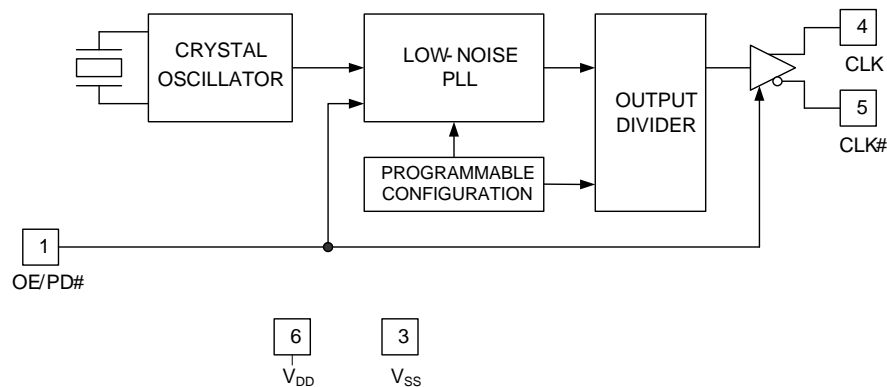 CRYSTAL
OSCILLATOR
LOW-NOISE
PLL
OUTPUT
DIVIDER
PROGRAMMABLE
CONFIGURATION
4
CLK
5
CLK#
1
OE/PD#
6
VDD
3
VSS